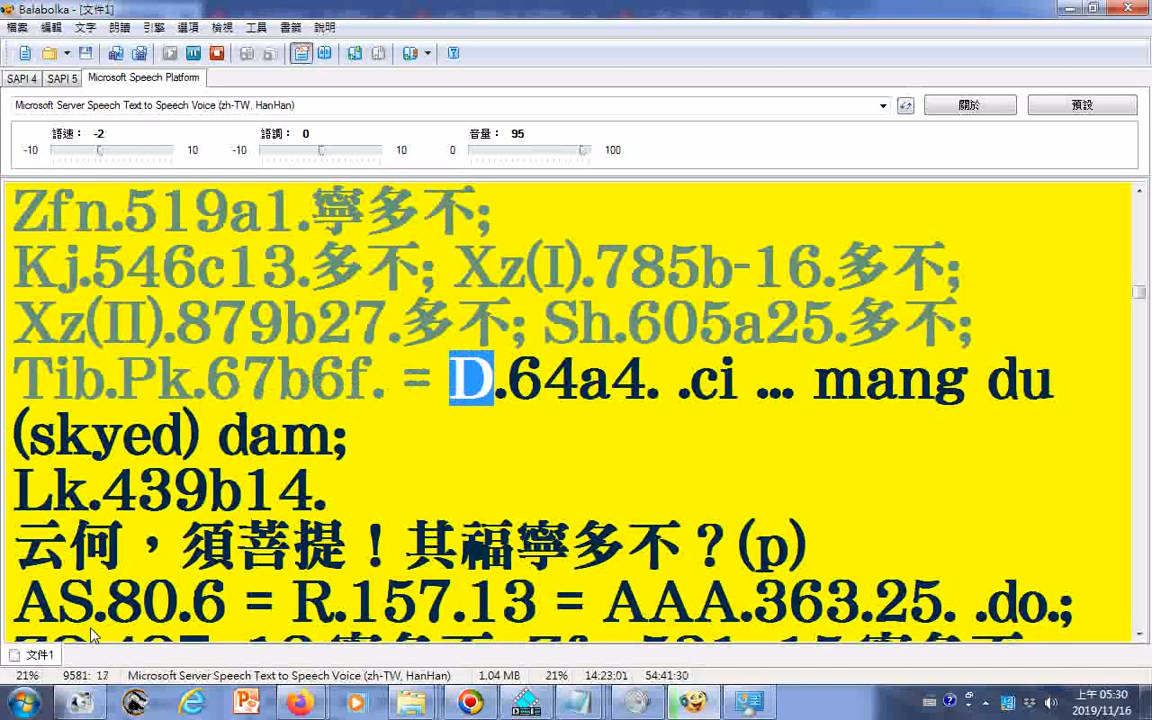 Balabolka - [文件1]
檔案 編輯 文字 朗讀 引擎 選項 檢視 工具 書籤 說明
SAPI 4 SAPI 5 Microsoft Speech Platform
Microsoft Server Speech Text to Speech Voice (zh-TW, HanHan) 關於 預設
語速： -2 語調： 0 音量： 95
-10 10 -10 10 0 100
Zfn.519a1.寧多不;
Kj.546c13.多不; Xz(I).785b-16.多不;
Xz(II).879b27.多不; Sh.605a25.多不;
Tib.Pk.67b6f. = D.64a4. .ci ... mang du
(skyed) dam;
Lk.439b14.
云何，須菩提！其福寧多不？(p)
AS.80.6 = R.157.13 = AAA.363.25. .do.;
文件1
21% 9581: 17 Microsoft Server Speech Text to Speech Voice (zh-TW, HanHan) 1.04 MB 21% 14:23:01 54:41:30
上午 05:30
2019/11/16